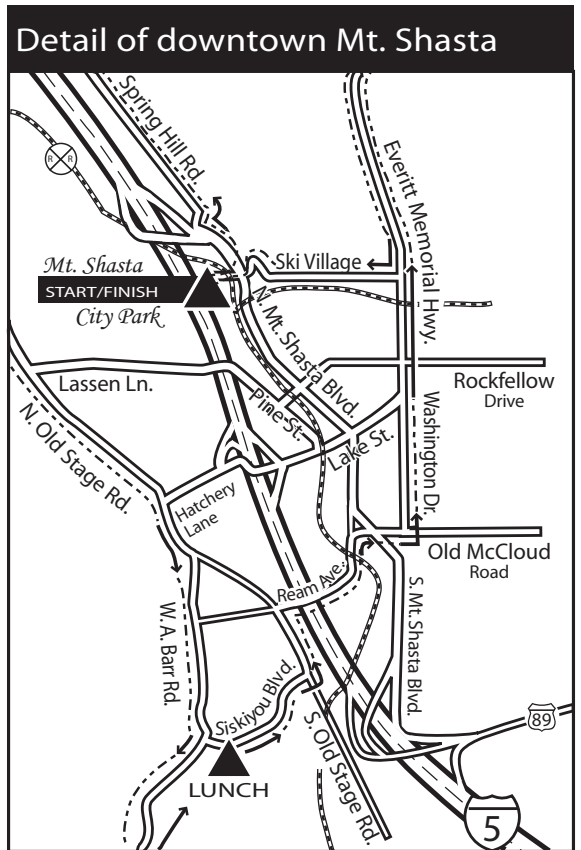 Detail of downtown Mt. Shasta
Spring Hill Rd.
R R
Everitt Memorial Hwy.
Mt. Shasta
START/FINISH
City Park
Ski Village
N. Mt. Shasta Blvd.
Lassen Ln.
Rockfellow
Drive
Pine St.
Lake St.
Washington Dr.
N. Old Stage Rd.
Hatchery
Lane
Old McCloud
Road
Ream Ave.
W. A. Barr Rd.
S. Mt. Shasta Blvd.
Siskiyou Blvd.
S. Old Stage Rd.
89
LUNCH
5